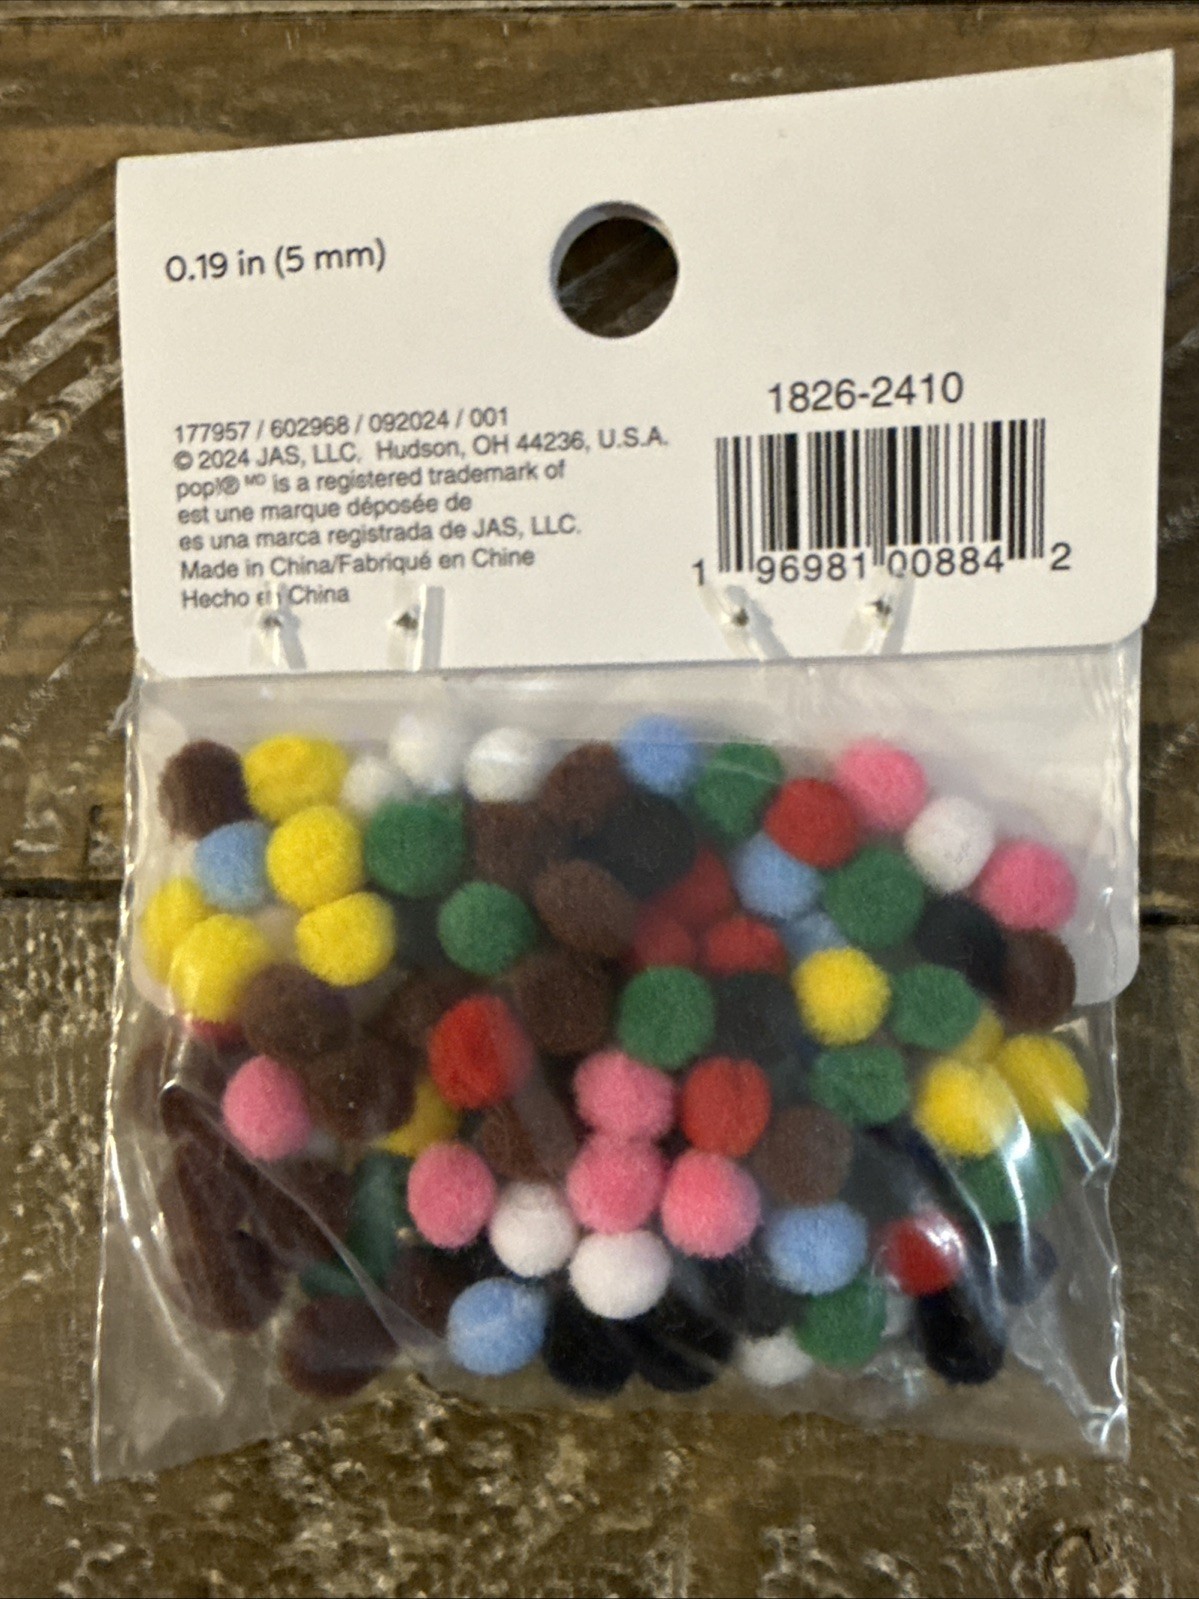 0.19 in (5 mm)
177957 / 602968 / 092024 / 001
© 2024 JAS, LLC. Hudson, OH 44236, U.S.A.
pop!® MD is a registered trademark of
est une marque déposée de
es una marca registrada de JAS, LLC.
Made in China/Fabriqué en Chine
Hecho en China
1826-2410
1 96981 00884 2